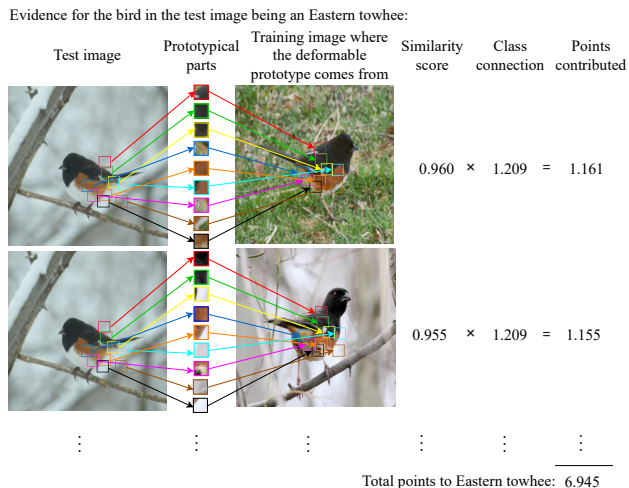 Evidence for the bird in the test image being an Eastern towhee:
Test image
Prototypical
parts
Training image where
the deformable
prototype comes from
Similarity
score
Class
connection
Points
contributed
0.960 × 1.209 = 1.161
0.955 × 1.209 = 1.155
⋮ ⋮ ⋮ ⋮ ⋮ ⋮
Total points to Eastern towhee: 6.945